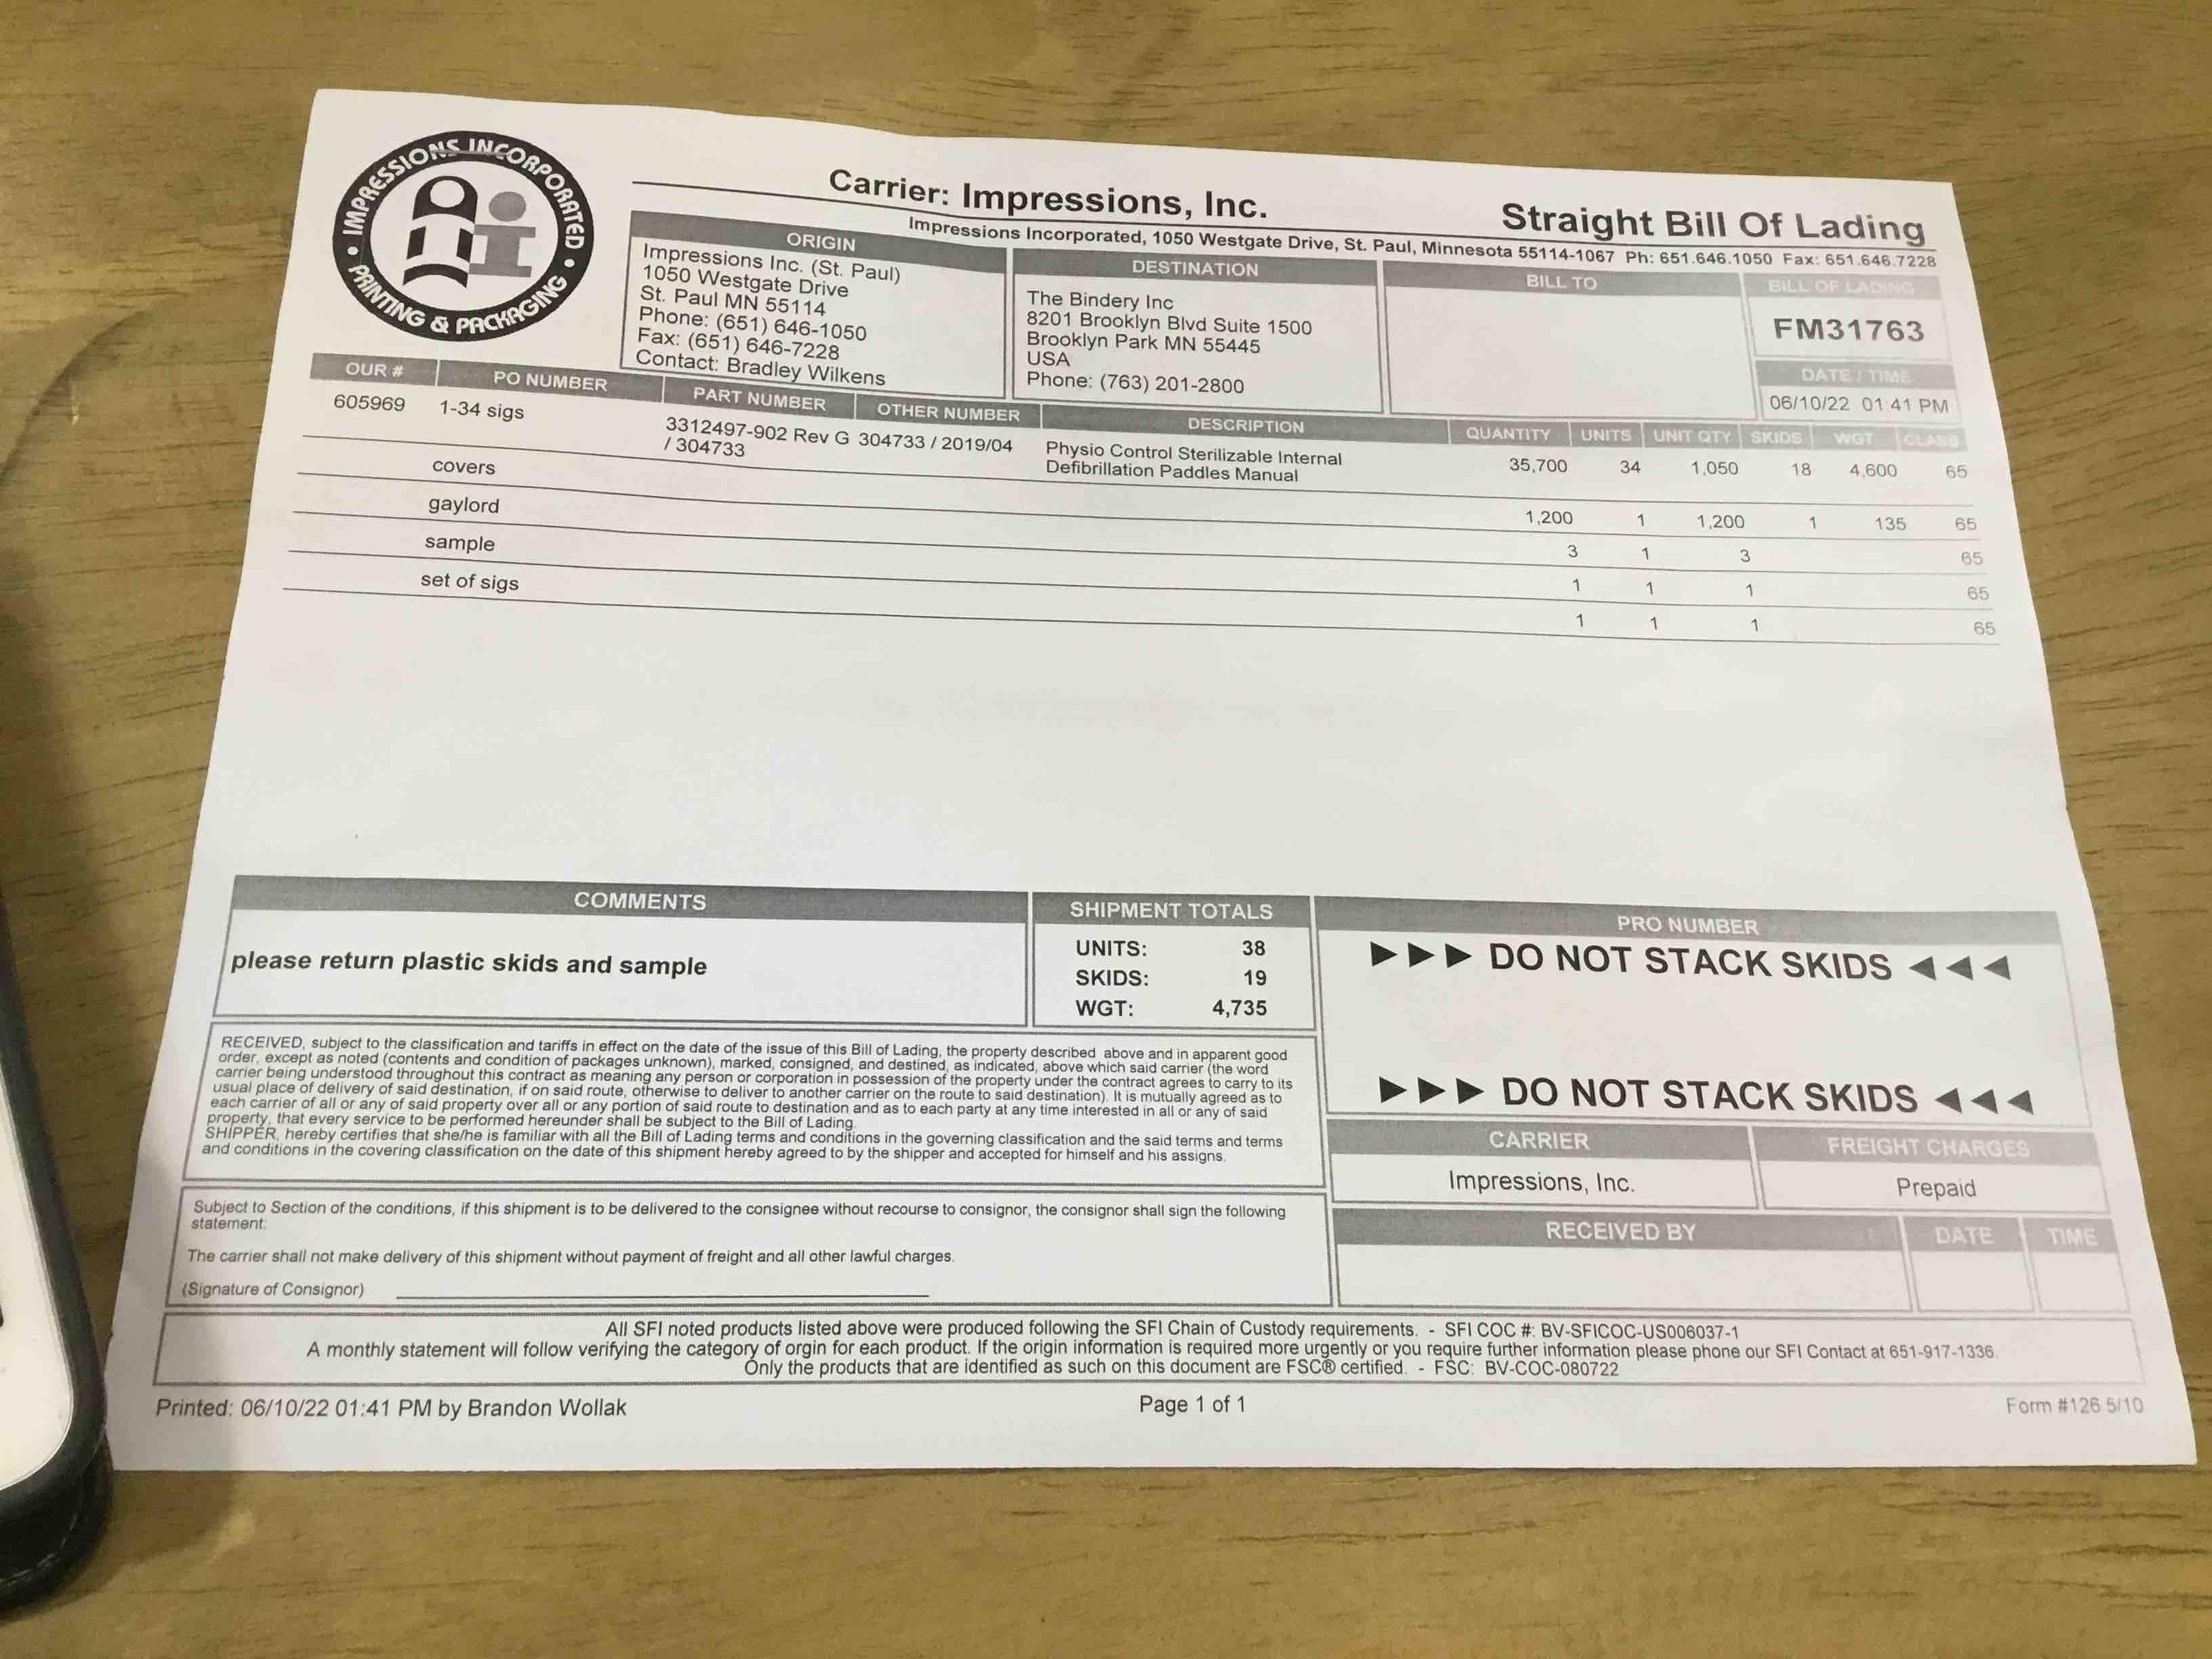 IMPRESSIONS INCORPORATED
PRINTING & PACKAGING
Carrier: Impressions, Inc.
Straight Bill Of Lading
Impressions Incorporated, 1050 Westgate Drive, St. Paul, Minnesota 55114-1067 Ph: 651.646.1050 Fax: 651.646.7228
ORIGIN
Impressions Inc. (St. Paul)
1050 Westgate Drive
St. Paul MN 55114
Phone: (651) 646-1050
Fax: (651) 646-7228
Contact: Bradley Wilkens
DESTINATION
The Bindery Inc
8201 Brooklyn Blvd Suite 1500
Brooklyn Park MN 55445
USA
Phone: (763) 201-2800
BILL TO
BILL OF LADING
FM31763
DATE / TIME
06/10/22 01:41 PM
OUR # PO NUMBER PART NUMBER OTHER NUMBER DESCRIPTION QUANTITY UNITS UNIT QTY SKIDS WGT CLASS
605969 1-34 sigs 3312497-902 Rev G 304733 / 2019/04 Physio Control Sterilizable Internal 35,700 34 1,050 18 4,600 65
/ 304733 Defibrillation Paddles Manual
covers 1,200 1 1,200 1 135 65
gaylord 3 1 3 65
sample 1 1 1 65
set of sigs 1 1 1 65
COMMENTS
please return plastic skids and sample
SHIPMENT TOTALS
UNITS: 38
SKIDS: 19
WGT: 4,735
PRO NUMBER
►►► DO NOT STACK SKIDS ◄◄◄
►►► DO NOT STACK SKIDS ◄◄◄
RECEIVED, subject to the classification and tariffs in effect on the date of the issue of this Bill of Lading, the property described above and in apparent good
order, except as noted (contents and condition of packages unknown), marked, consigned, and destined, as indicated, above which said carrier (the word
carrier being understood throughout this contract as meaning any person or corporation in possession of the property under the contract agrees to carry to its
usual place of delivery of said destination, if on said route, otherwise to deliver to another carrier on the route to said destination). It is mutually agreed as to
each carrier of all or any of said property over all or any portion of said route to destination and as to each party at any time interested in all or any of said
property, that every service to be performed hereunder shall be subject to the Bill of Lading.
SHIPPER, hereby certifies that she/he is familiar with all the Bill of Lading terms and conditions in the governing classification and the said terms and terms
and conditions in the covering classification on the date of this shipment hereby agreed to by the shipper and accepted for himself and his assigns.
CARRIER
Impressions, Inc.
FREIGHT CHARGES
Prepaid
Subject to Section of the conditions, if this shipment is to be delivered to the consignee without recourse to consignor, the consignor shall sign the following
statement:
The carrier shall not make delivery of this shipment without payment of freight and all other lawful charges.
(Signature of Consignor)
RECEIVED BY DATE TIME
All SFI noted products listed above were produced following the SFI Chain of Custody requirements. - SFI COC #: BV-SFICOC-US006037-1
A monthly statement will follow verifying the category of orgin for each product. If the origin information is required more urgently or you require further information please phone our SFI Contact at 651-917-1336.
Only the products that are identified as such on this document are FSC® certified. - FSC: BV-COC-080722
Printed: 06/10/22 01:41 PM by Brandon Wollak
Page 1 of 1
Form #126 5/10